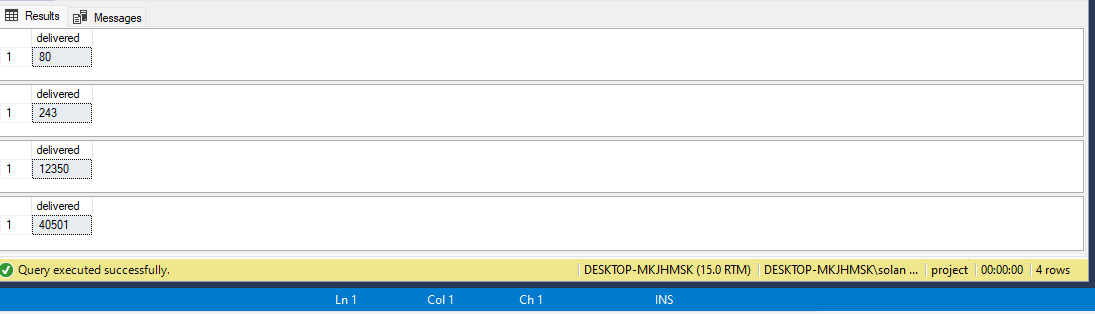 Results Messages
delivered
1 80
delivered
1 243
delivered
1 12350
delivered
1 40501
Query executed successfully. DESKTOP-MKJHMSK (15.0 RTM) DESKTOP-MKJHMSK\solan ... project 00:00:00 4 rows
Ln 1 Col 1 Ch 1 INS